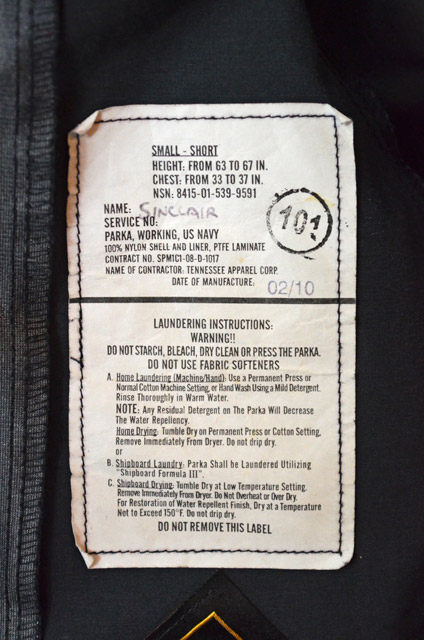 SMALL - SHORT
HEIGHT: FROM 63 TO 67 IN.
CHEST: FROM 33 TO 37 IN.
NSN: 8415-01-539-9591
NAME: SINCLAIR
SERVICE NO:
101
PARKA, WORKING, US NAVY
100% NYLON SHELL AND LINER, PTFE LAMINATE
CONTRACT NO. SPM1C1-08-D-1017
NAME OF CONTRACTOR: TENNESSEE APPAREL CORP.
DATE OF MANUFACTURE: 02/10
LAUNDERING INSTRUCTIONS:
WARNING!!
DO NOT STARCH, BLEACH, DRY CLEAN OR PRESS THE PARKA.
DO NOT USE FABRIC SOFTENERS
A. Home Laundering (Machine/Hand): Use a Permanent Press or
Normal Cotton Machine Setting, or Hand Wash Using a Mild Detergent.
Rinse Thoroughly in Warm Water.
NOTE: Any Residual Detergent on The Parka Will Decrease
The Water Repellency.
Home Drying: Tumble Dry on Permanent Press or Cotton Setting,
Remove Immediately From Dryer. Do not drip dry.
or
B. Shipboard Laundry: Parka Shall be Laundered Utilizing
"Shipboard Formula III".
C. Shipboard Drying: Tumble Dry at Low Temperature Setting.
Remove Immediately From Dryer. Do Not Overheat or Over Dry.
For Restoration of Water Repellent Finish, Dry at a Temperature
Not to Exceed 150°F. Do not drip dry.
DO NOT REMOVE THIS LABEL